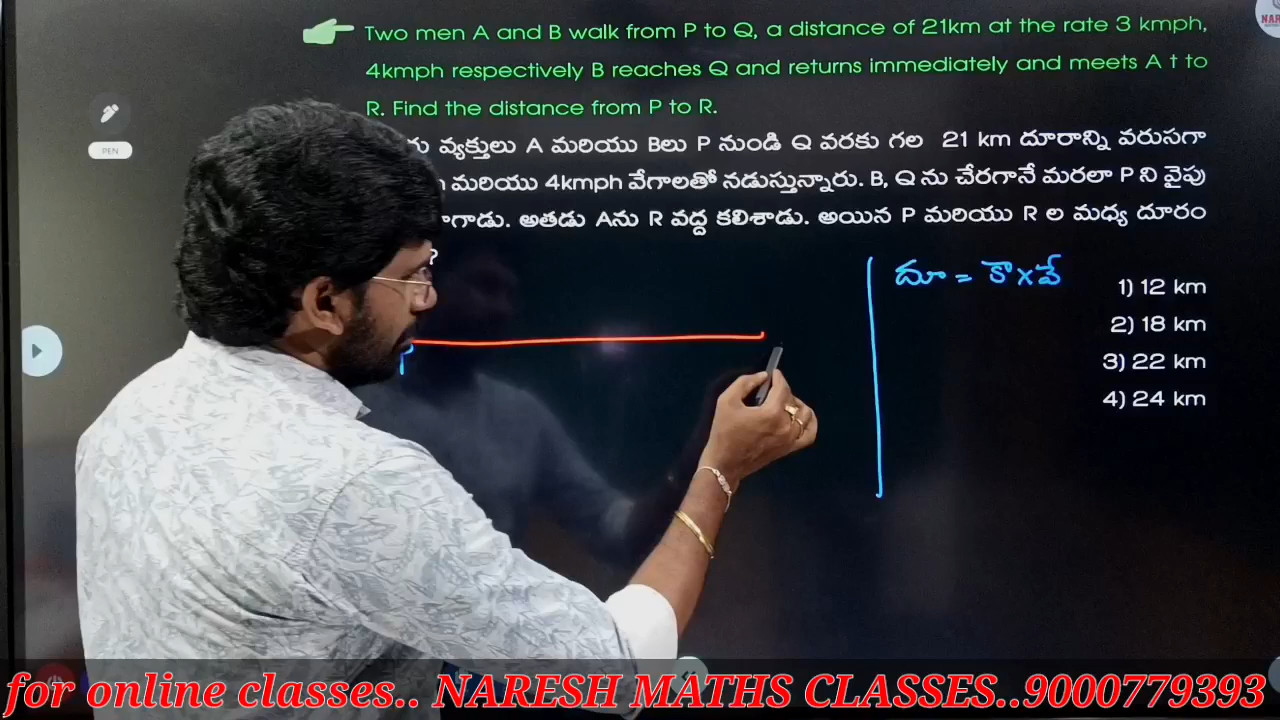 Two men A and B walk from P to Q, a distance of 21km at the rate 3 kmph,
4kmph respectively B reaches Q and returns immediately and meets A t to
R. Find the distance from P to R.
PEN
వ్యక్తులు A మరియు Bలు P నుండి Q వరకు గల 21 km దూరాన్ని వరుసగా
మరియు 4kmph వేగాలతో నడుస్తున్నారు. B, Q ను చేరగానే మరలా P ని వైపు
అతడు Aను R వద్ద కలిశాడు. అయిన P మరియు R ల మధ్య దూరం
?
P
దూ = కా×వే
1) 12 km
2) 18 km
3) 22 km
4) 24 km
for online classes.. NARESH MATHS CLASSES..9000779393